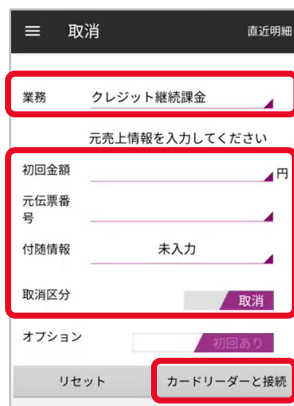 取消 直近明細
業務 クレジット継続課金
元売上情報を入力してください
初回金額 円
元伝票番
号
付随情報 未入力
取消区分 取消
オプション 初回あり
リセット カードリーダーと接続